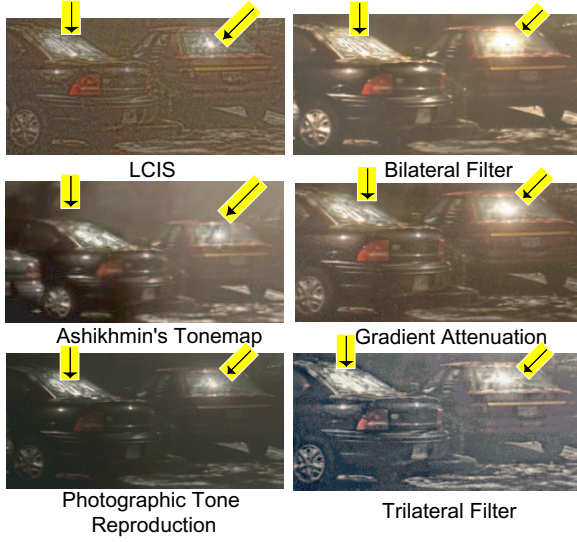 LCIS
Bilateral Filter
Ashikhmin's Tonemap
Gradient Attenuation
Photographic Tone
Reproduction
Trilateral Filter